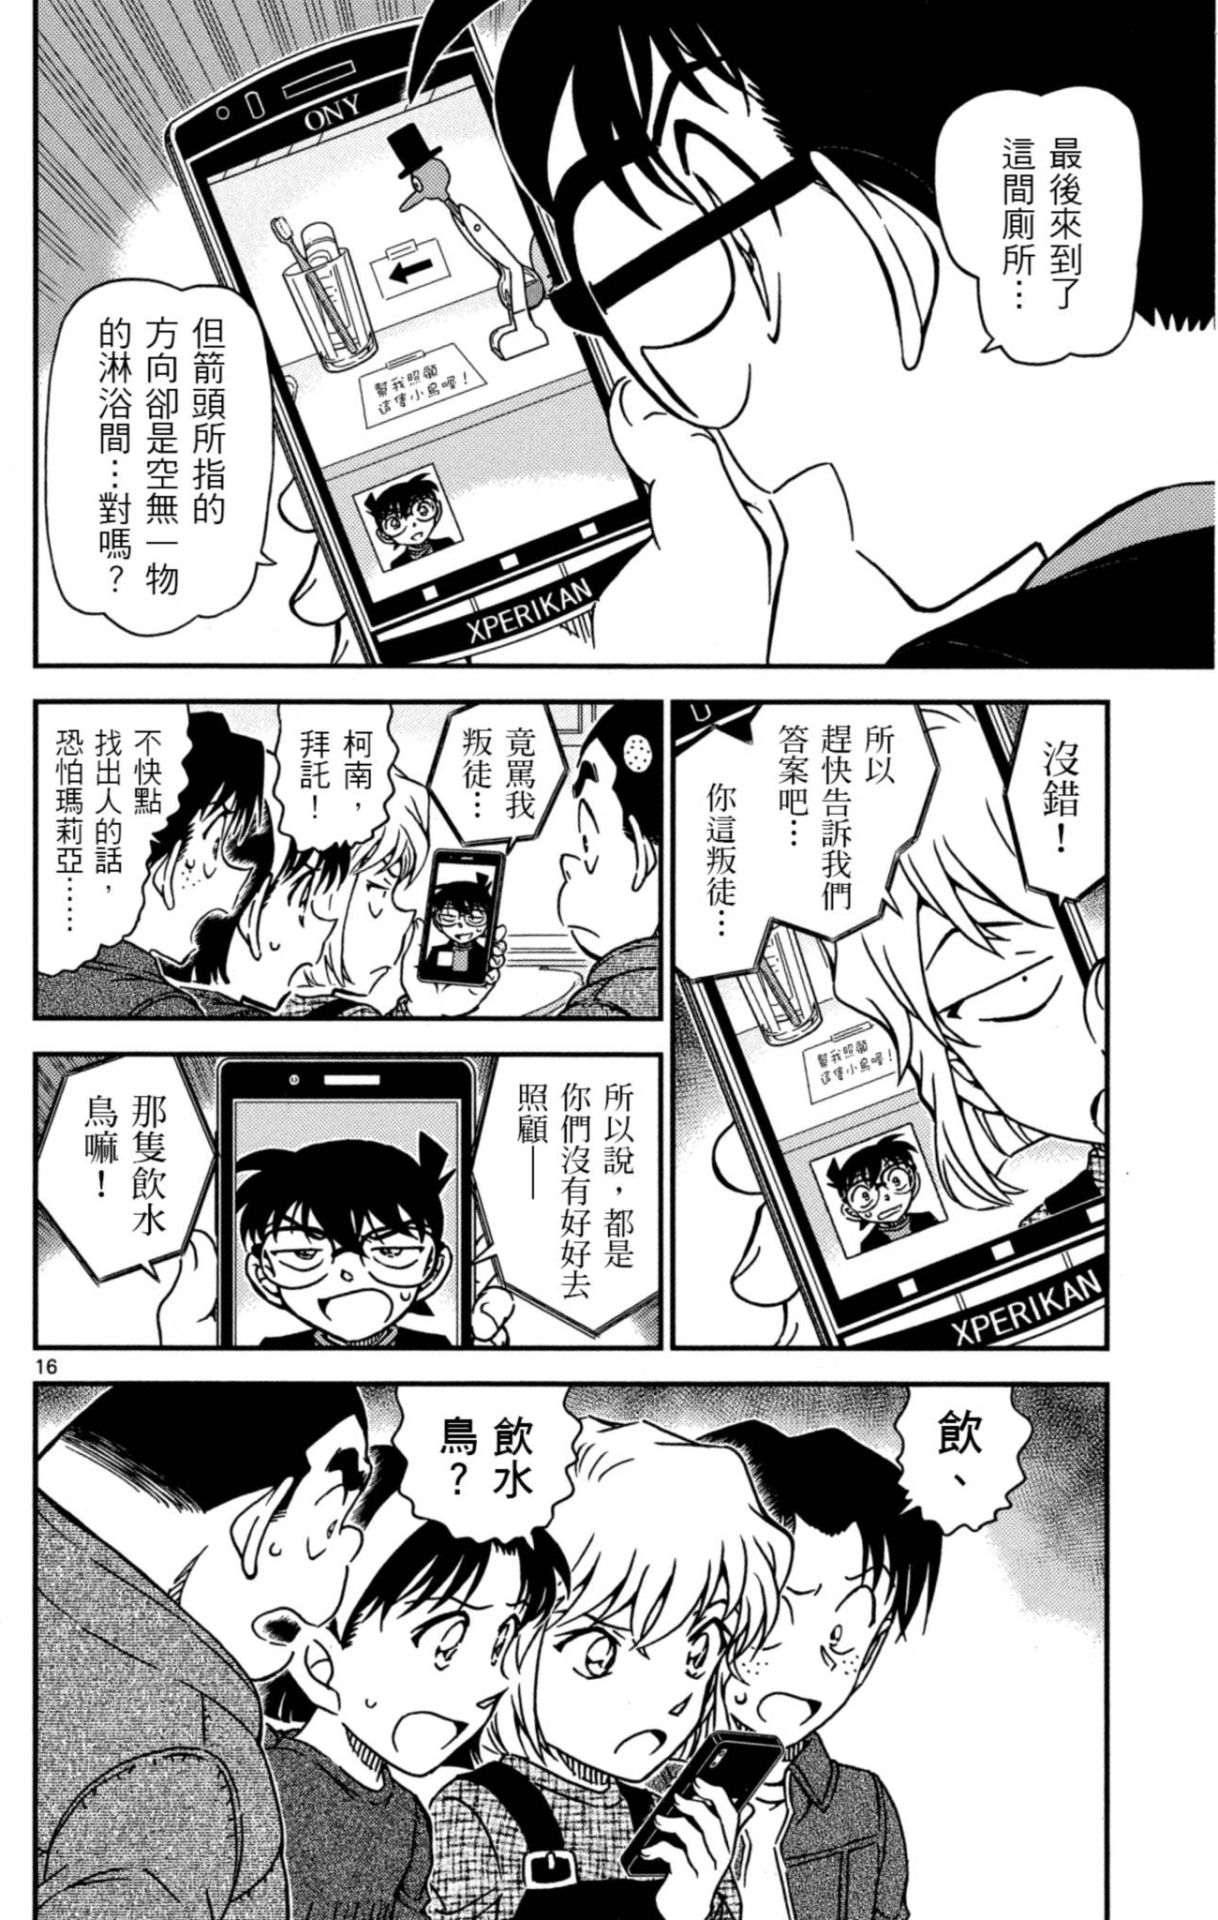 最後來到了
這間廁所…
ONY
幫我照顧
這隻小鳥喔！
XPERIKAN
但箭頭所指的
方向卻是空無一物
的淋浴間…對嗎？
沒錯！
所以
趕快告訴我們
答案吧…
你這叛徒…
幫我照顧
這隻小鳥喔！
XPERIKAN
竟罵我
叛徒…
柯南，
拜託！
不快點
找出人的話，
恐怕瑪莉亞……
所以說，都是
你們沒有好好去
照顧——
那隻飲水
鳥嘛！
16
飲、
飲水
鳥？